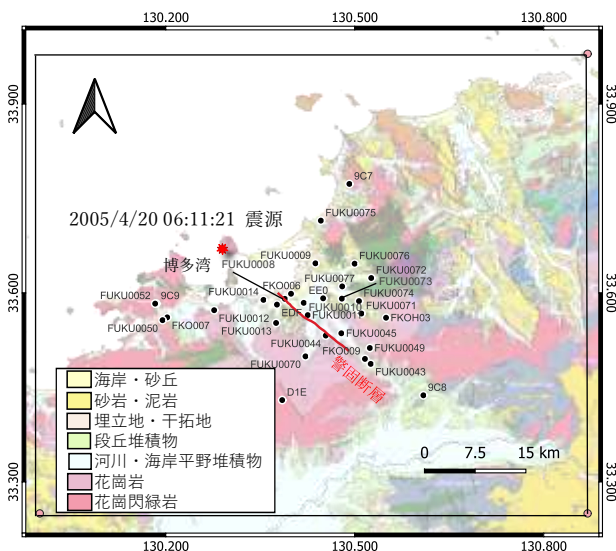 130.200 130.500 130.800
33.900 33.900
9C7
2005/4/20 06:11:21 震源
FUKU0075
博多湾
FUKU0009 FUKU0076
FUKU0008
FUKU0072
FUKU0077 FUKU0073
FKO006
FUKU0052 9C9 FUKU0014 EE0 FUKU0074
33.600 33.600
EDF FUKU0010 FUKU0071
FUKU0050 FKO007 FUKU0012 FUKU0011 FKOH03
FUKU0013
FUKU0044 FUKU0045
FKO009 FUKU0049
FUKU0070 FUKU0043
警固断層
D1E 9C8
海岸・砂丘
砂岩・泥岩
埋立地・干拓地
段丘堆積物
河川・海岸平野堆積物
花崗岩
花崗閃緑岩
0 7.5 15 km
33.300 33.300
130.200 130.500 130.800